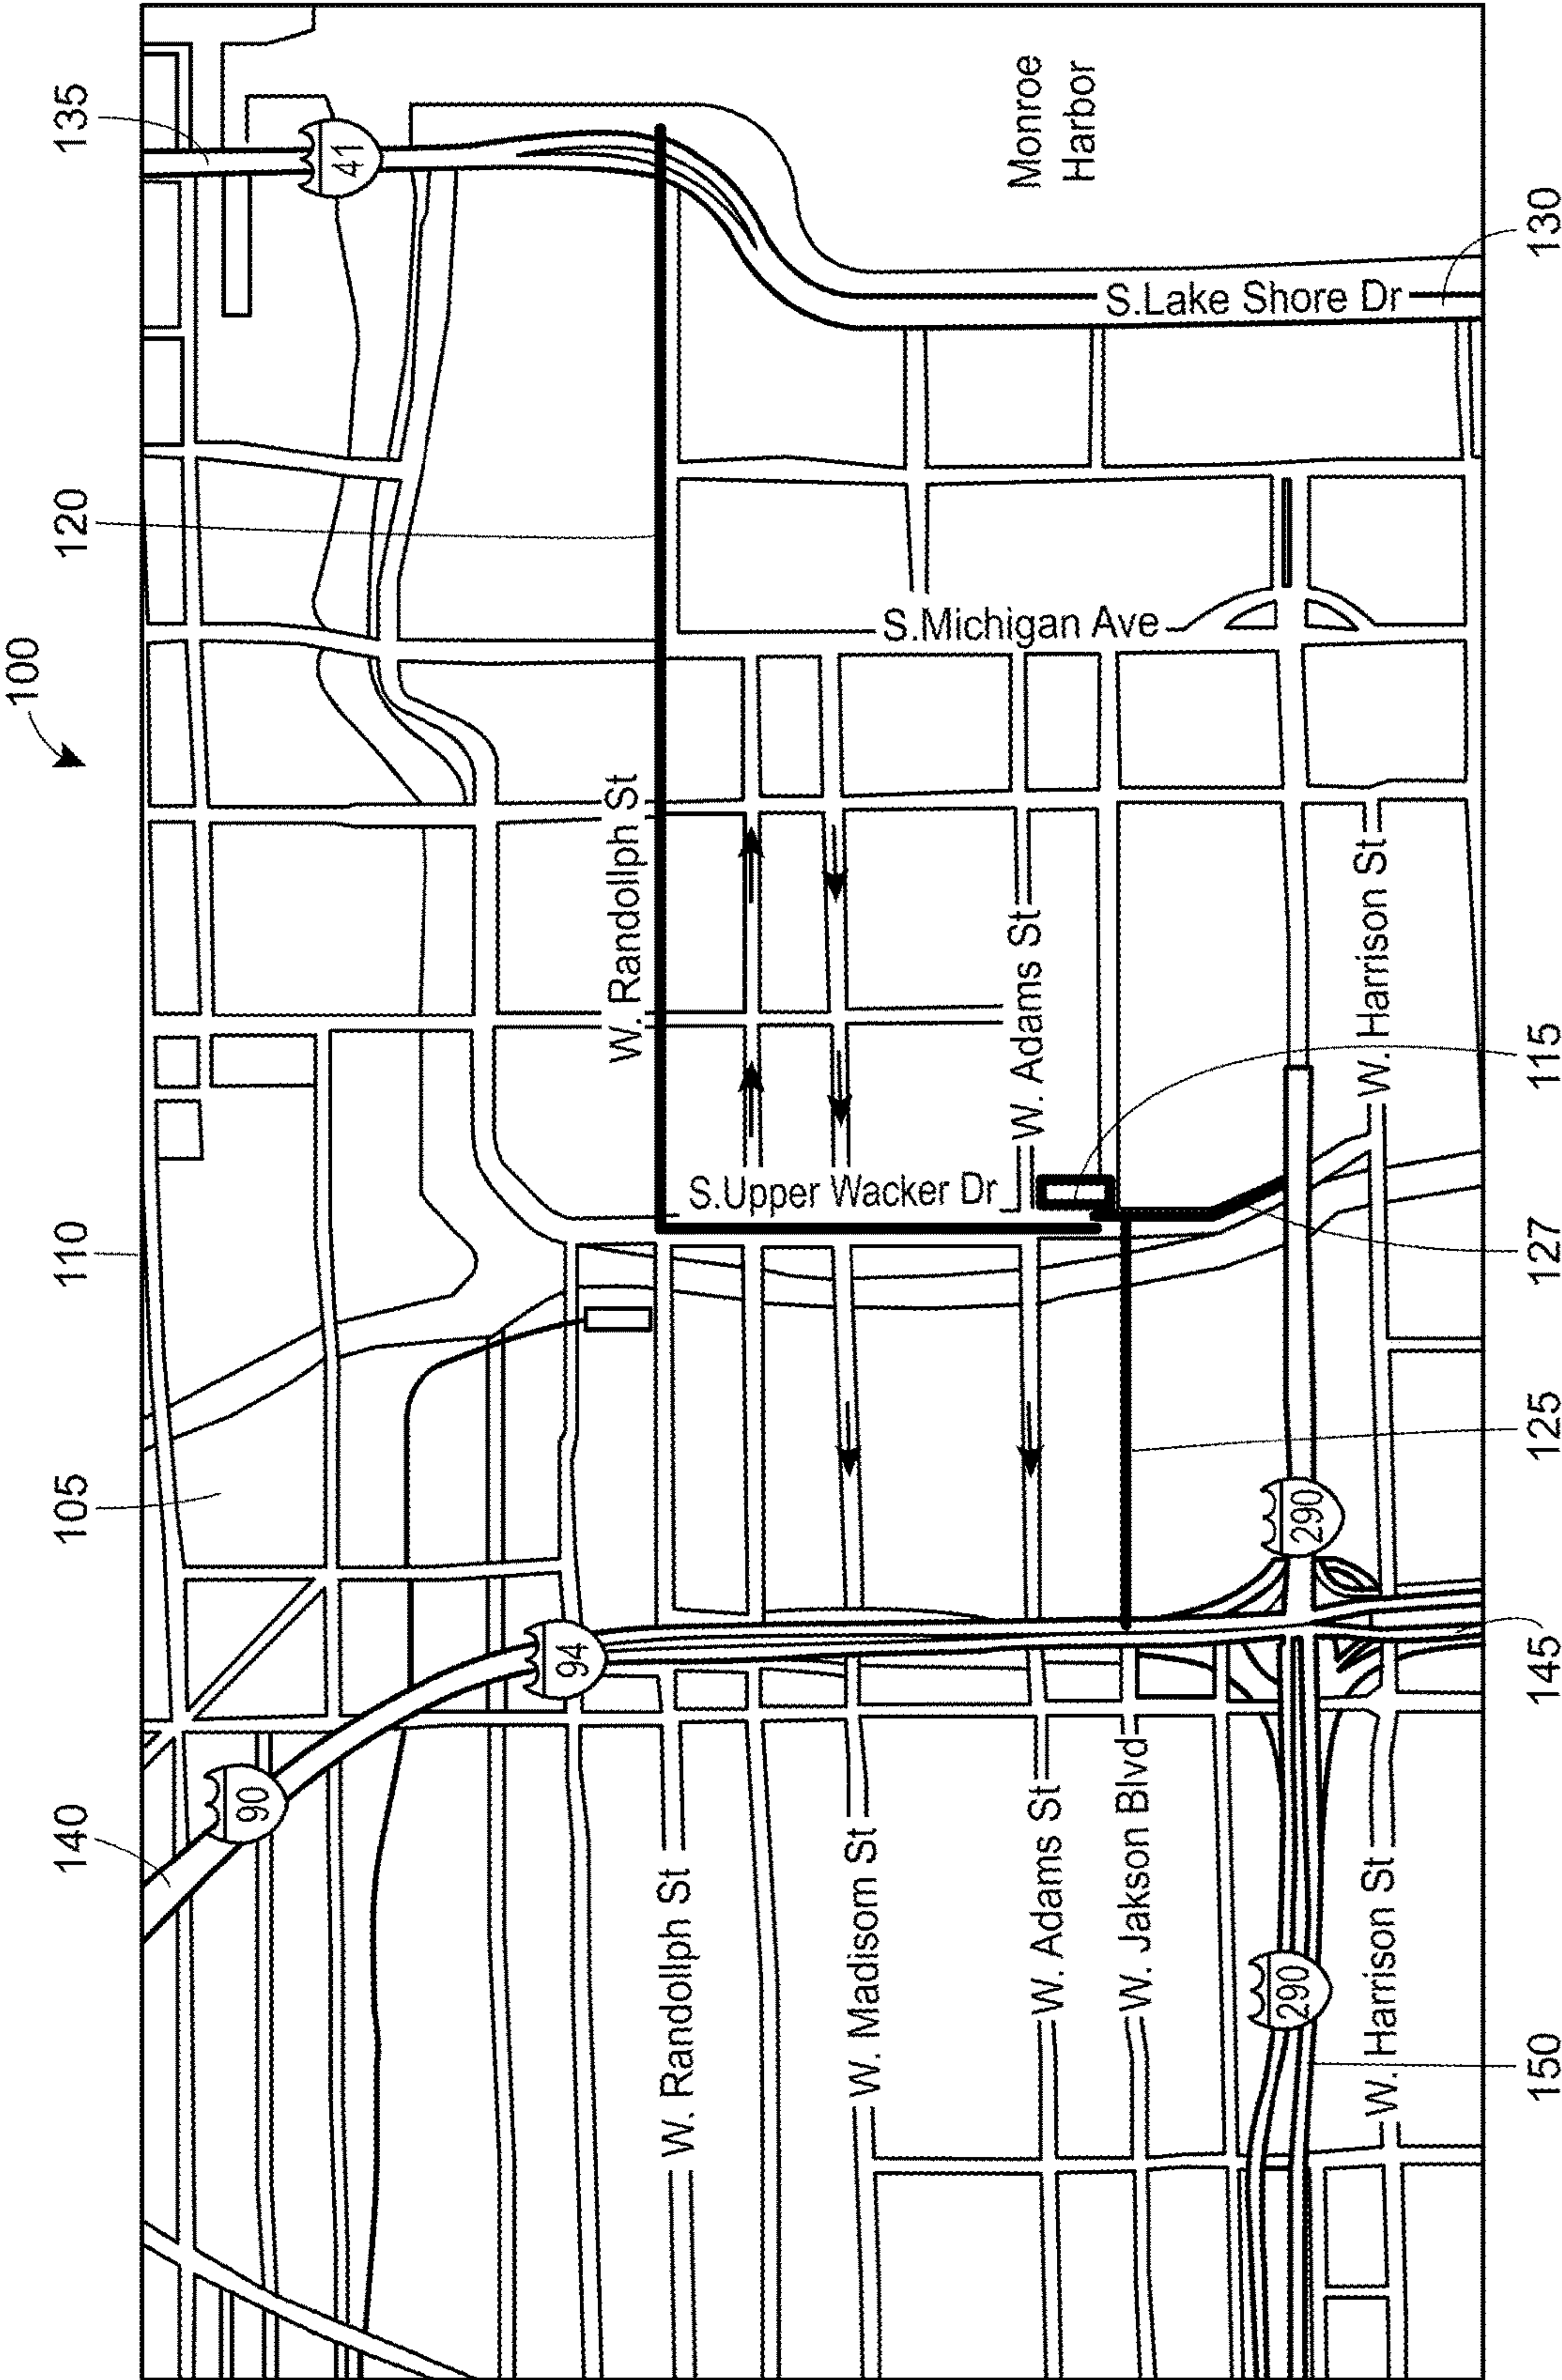 100
140
105
110
120
135
90
41
94
W. Randollph St
W. Randollph St
S.Upper Wacker Dr
W. Madisom St
S.Michigan Ave
Monroe
Harbor
W. Adams St
W. Adams St
W. Jakson Blvd
S.Lake Shore Dr
290
290
W. Harrison St
W. Harrison St
150
145
125
127
115
130